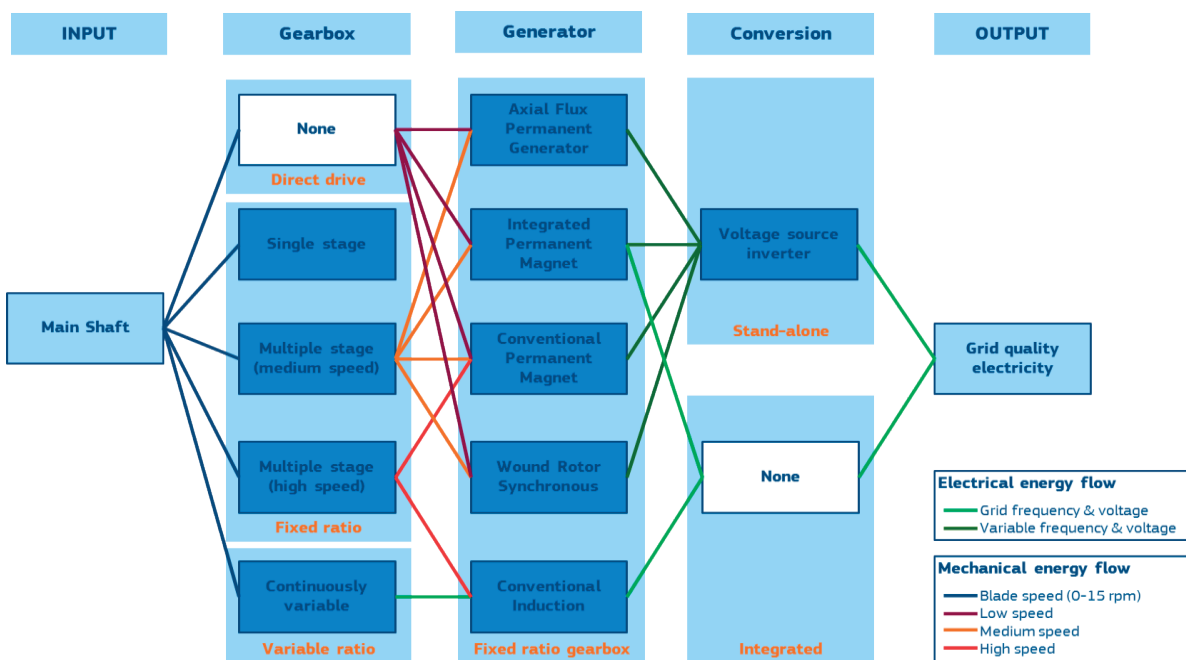 INPUT
Gearbox
Generator
Conversion
OUTPUT
Main Shaft
None
Direct drive
Single stage
Multiple stage
(medium speed)
Multiple stage
(high speed)
Fixed ratio
Continuously
variable
Variable ratio
Axial Flux
Permanent
Generator
Integrated
Permanent
Magnet
Conventional
Permanent
Magnet
Wound Rotor
Synchronous
Conventional
Induction
Fixed ratio gearbox
Voltage source
inverter
Stand-alone
None
Integrated
Grid quality
electricity
Electrical energy flow
Grid frequency & voltage
Variable frequency & voltage
Mechanical energy flow
Blade speed (0-15 rpm)
Low speed
Medium speed
High speed